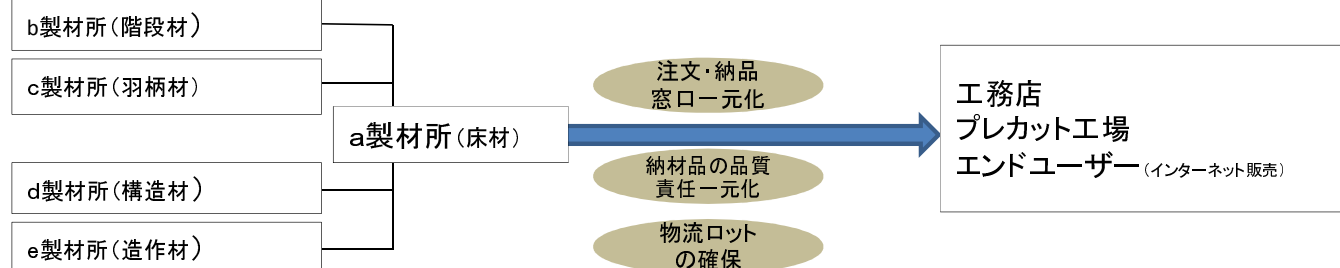 b製材所(階段材)
c製材所(羽柄材)
a製材所(床材)
d製材所(構造材)
e製材所(造作材)
注文・納品
窓口一元化
納材品の品質
責任一元化
物流ロット
の確保
工務店
プレカット工場
エンドユーザー(インターネット販売)